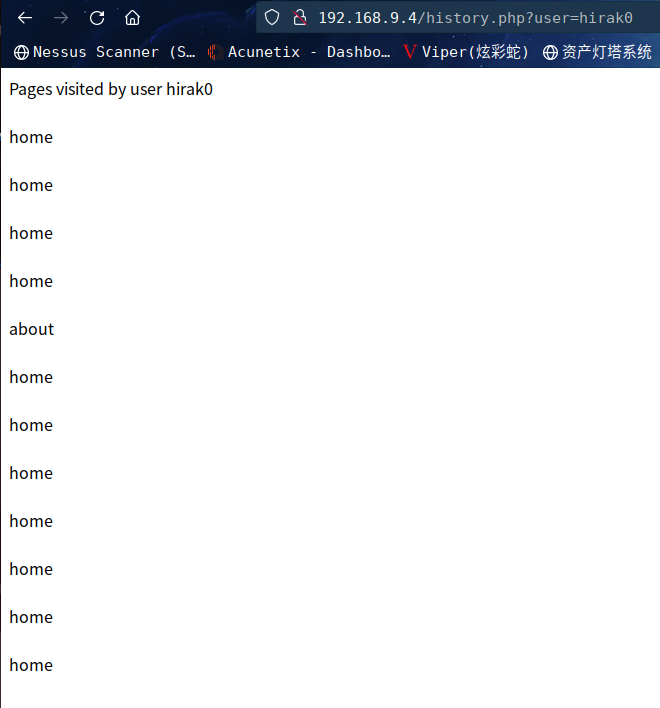 192.168.9.4/history.php?user=hirak0
Nessus Scanner (S… Acunetix - Dashbo… Viper(炫彩蛇) 资产灯塔系统
Pages visited by user hirak0
home
home
home
home
about
home
home
home
home
home
home
home